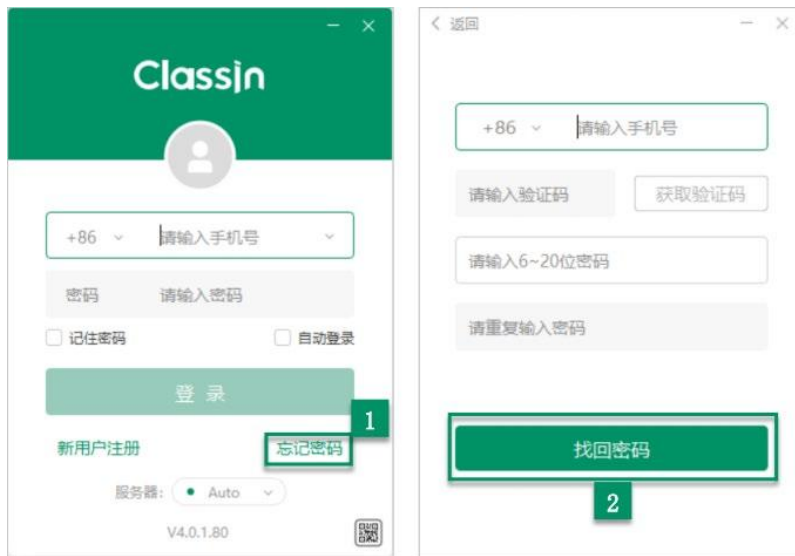 ClassIn
+86 请输入手机号
密码 请输入密码
记住密码 自动登录
登 录
1
新用户注册 忘记密码
服务器: Auto
V4.0.1.80
返回
+86 请输入手机号
请输入验证码 获取验证码
请输入6~20位密码
请重复输入密码
找回密码
2